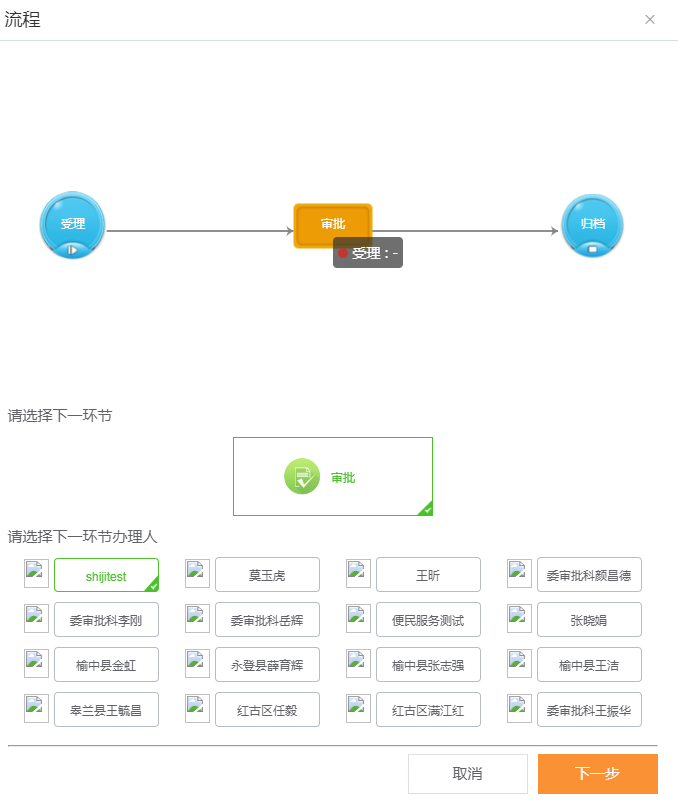 流程
受理
审批
归档
受理 : -
请选择下一环节
审批
请选择下一环节办理人
shijitest
莫玉虎
王昕
委审批科颜昌德
委审批科李刚
委审批科岳辉
便民服务测试
张晓娟
榆中县金虹
永登县薛育辉
榆中县张志强
榆中县王洁
皋兰县王毓昌
红古区任毅
红古区满江红
委审批科王振华
取消
下一步